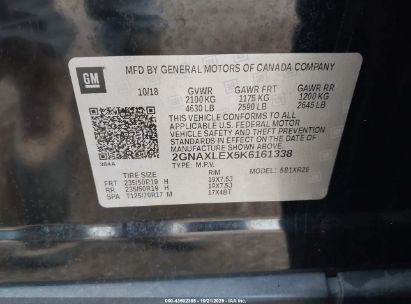 GM
MFD BY GENERAL MOTORS OF CANADA COMPANY
10/18 GVWR GAWR FRT GAWR RR
2100 KG 1175 KG 1200 KG
4630 LB 2590 LB 2645 LB
THIS VEHICLE CONFORMS TO ALL APPLICABLE U.S.
FEDERAL MOTOR VEHICLE SAFETY, BUMPER, AND
THEFT PREVENTION STANDARDS IN EFFECT ON THE
DATE OF MANUFACTURE SHOWN ABOVE.
2GNAXLEX5K6161338
TYPE: M.P.V. MODEL: 6B1XR26
TIRE SIZE RIM
FRT 235/50R19 H 19X7.5J
RR 235/50R19 H 19X7.5J
SPA T125/70R17 M 17X4BT